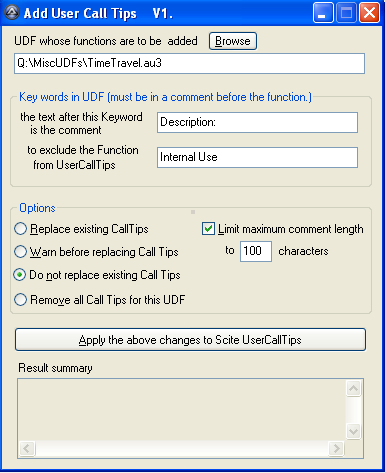 Add User Call Tips V1.
UDF whose functions are to be added Browse
Q:\MiscUDFs\TimeTravel.au3
Key words in UDF (must be in a comment before the function.)
the text after this Keyword
is the comment
Description:
to exclude the Function
from UserCallTips
Internal Use
Options
Replace existing CallTips
Limit maximum comment length
Warn before replacing Call Tips
to 100 characters
Do not replace existing Call Tips
Remove all Call Tips for this UDF
Apply the above changes to Scite UserCallTips
Result summary